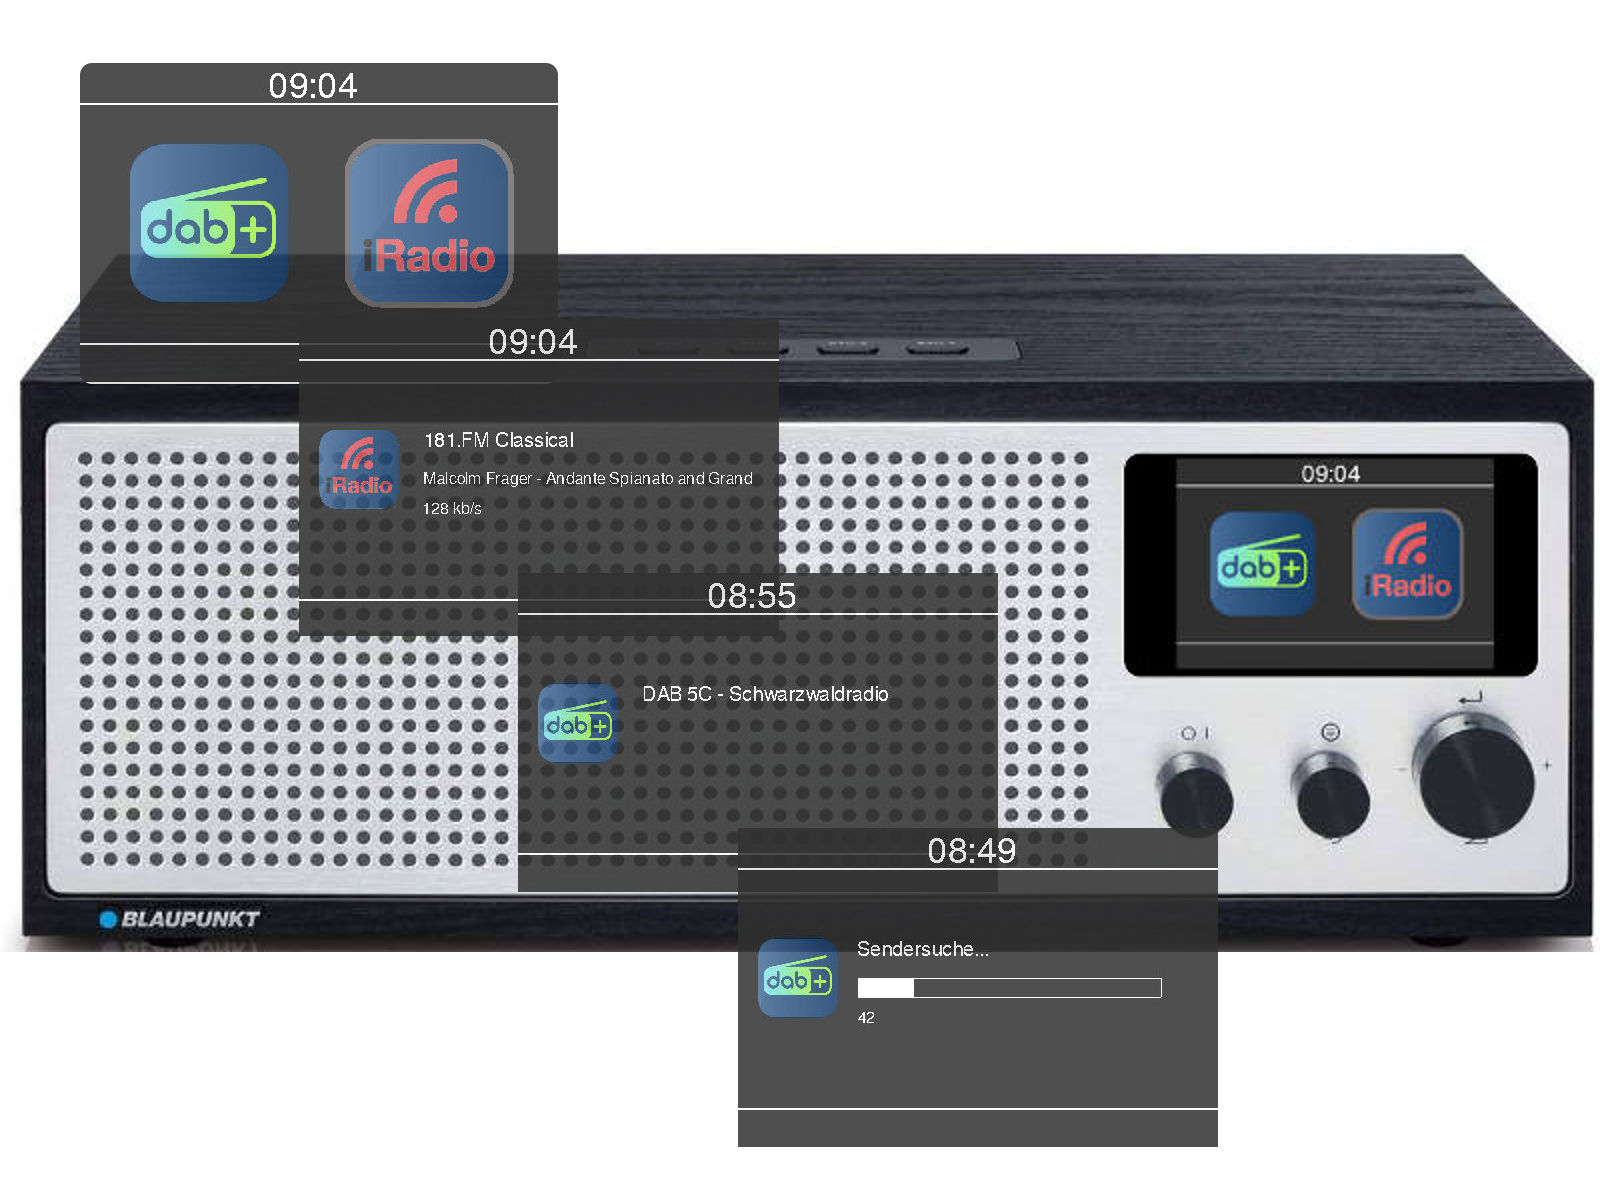 09:04
dab+
iRadio
09:04
181.FM Classical
iRadio
Malcolm Frager - Andante Spianato and Grand
128 kb/s
09:04
dab+
iRadio
08:55
DAB 5C - Schwarzwaldradio
dab+
08:49
BLAUPUNKT
Sendersuche...
dab+
42